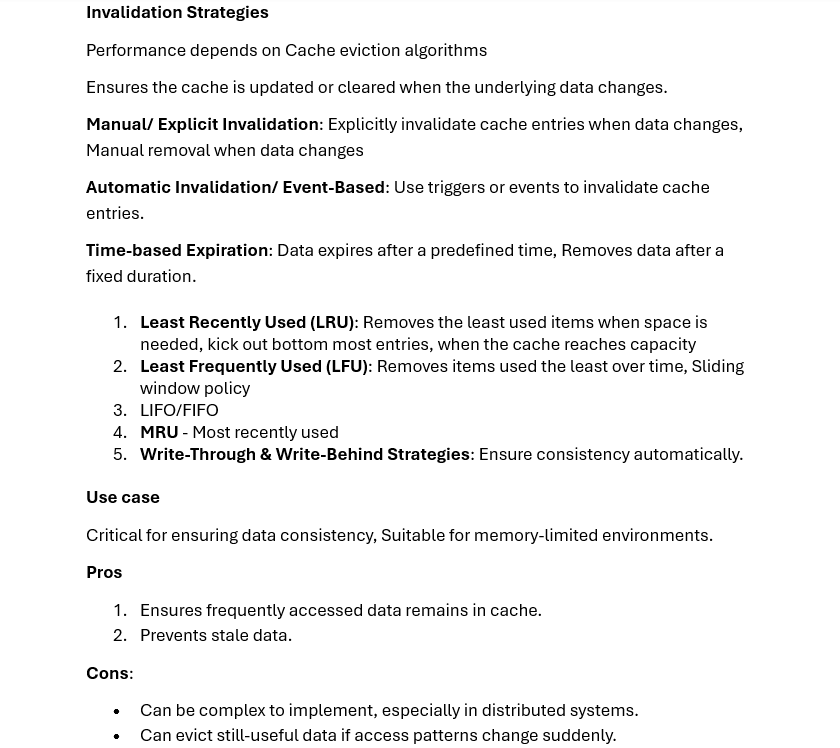 Invalidation Strategies
Performance depends on Cache eviction algorithms
Ensures the cache is updated or cleared when the underlying data changes.
Manual/ Explicit Invalidation: Explicitly invalidate cache entries when data changes,
Manual removal when data changes
Automatic Invalidation/ Event-Based: Use triggers or events to invalidate cache
entries.
Time-based Expiration: Data expires after a predefined time, Removes data after a
fixed duration.
1. Least Recently Used (LRU): Removes the least used items when space is
needed, kick out bottom most entries, when the cache reaches capacity
2. Least Frequently Used (LFU): Removes items used the least over time, Sliding
window policy
3. LIFO/FIFO
4. MRU - Most recently used
5. Write-Through & Write-Behind Strategies: Ensure consistency automatically.
Use case
Critical for ensuring data consistency, Suitable for memory-limited environments.
Pros
1. Ensures frequently accessed data remains in cache.
2. Prevents stale data.
Cons:
• Can be complex to implement, especially in distributed systems.
• Can evict still-useful data if access patterns change suddenly.